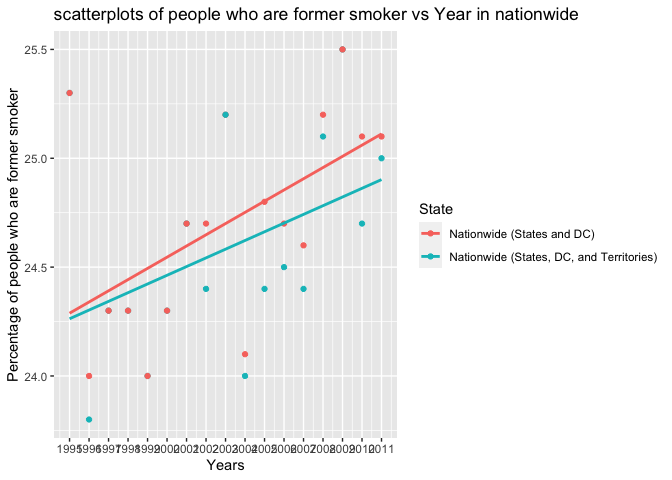 scatterplots of people who are former smoker vs Year in nationwide
Percentage of people who are former smoker
25.5
25.0
24.5
24.0
1995 1996 1997 1998 1999 2000 2001 2002 2003 2004 2005 2006 2007 2008 2009 2010 2011
Years
State
Nationwide (States and DC)
Nationwide (States, DC, and Territories)